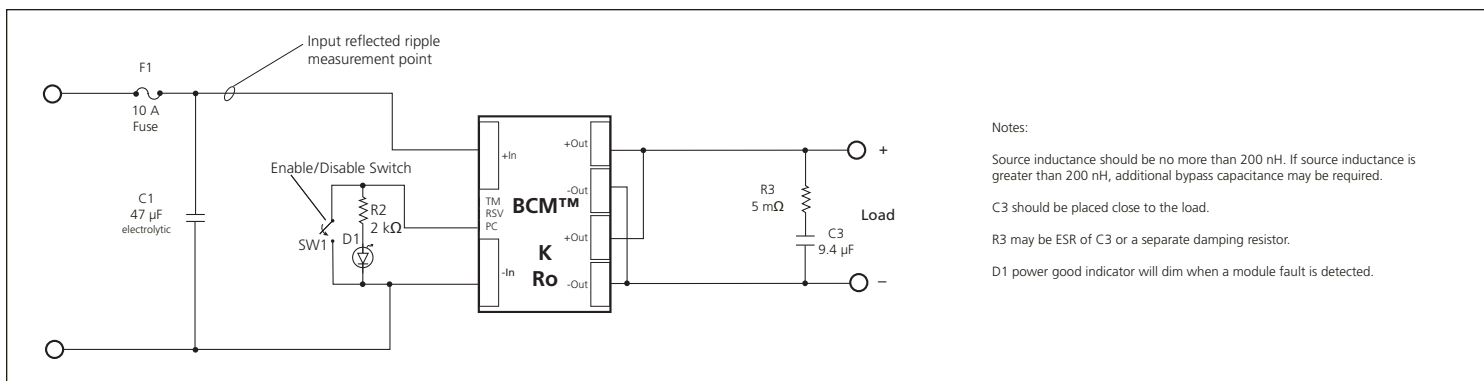 Input reflected ripple
measurement point
F1
10 A
Fuse
Enable/Disable Switch
C1
47 µF
electrolytic
R2
2 kΩ
D1
SW1
+In
TM
RSV
PC
-In
BCM™
K
Ro
+Out
-Out
+Out
-Out
R3
5 mΩ
C3
9.4 µF
+
Load
–
Notes:
Source inductance should be no more than 200 nH. If source inductance is
greater than 200 nH, additional bypass capacitance may be required.
C3 should be placed close to the load.
R3 may be ESR of C3 or a separate damping resistor.
D1 power good indicator will dim when a module fault is detected.